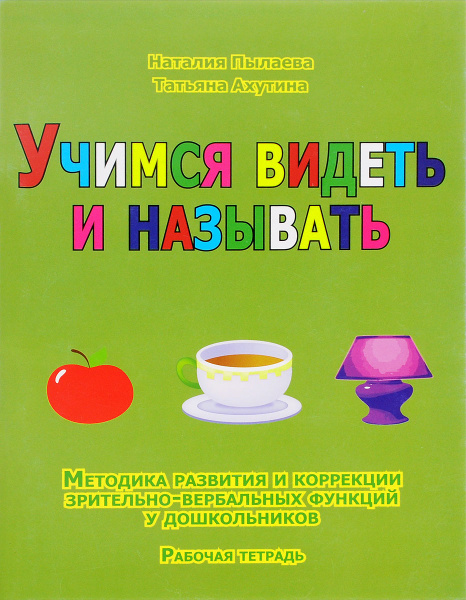 Наталия Пылаева
Татьяна Ахутина
Учимся видеть
и называть
Методика развития и коррекции
зрительно-вербальных функций
у дошкольников
Рабочая тетрадь